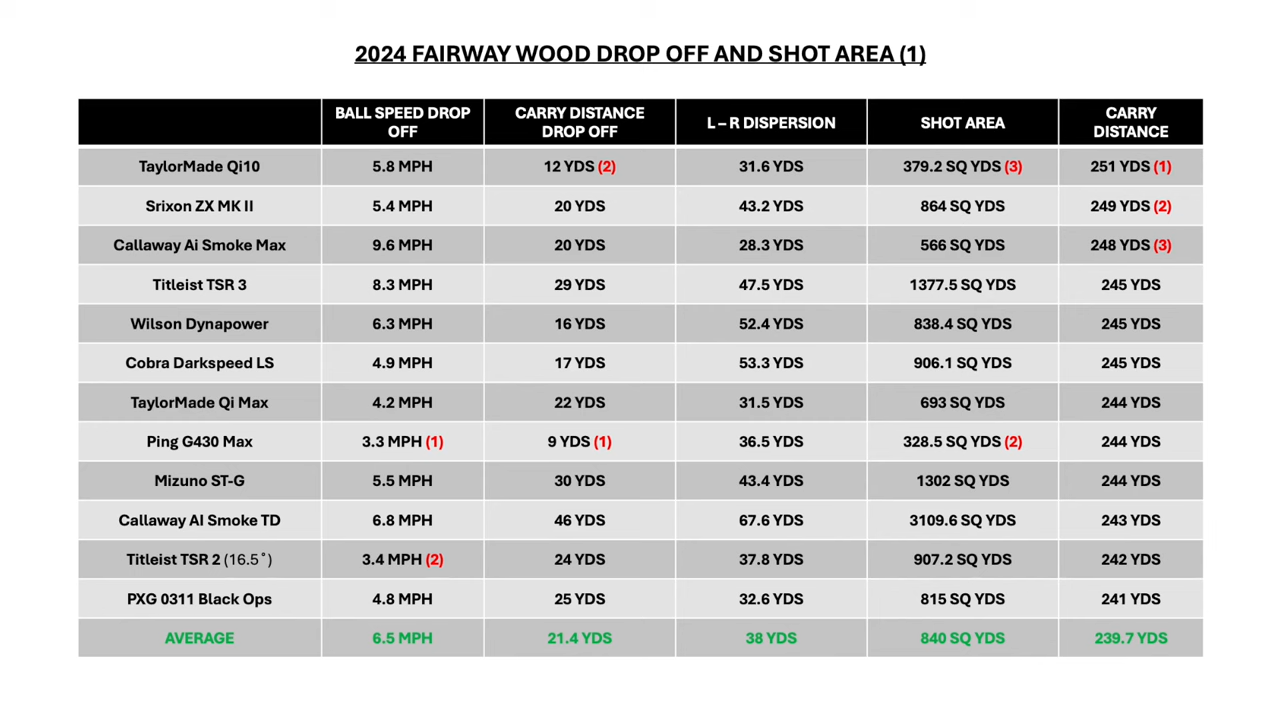 2024 FAIRWAY WOOD DROP OFF AND SHOT AREA (1)
BALL SPEED DROP OFF CARRY DISTANCE DROP OFF L – R DISPERSION SHOT AREA CARRY DISTANCE
TaylorMade Qi10 5.8 MPH 12 YDS (2) 31.6 YDS 379.2 SQ YDS (3) 251 YDS (1)
Srixon ZX MK II 5.4 MPH 20 YDS 43.2 YDS 864 SQ YDS 249 YDS (2)
Callaway Ai Smoke Max 9.6 MPH 20 YDS 28.3 YDS 566 SQ YDS 248 YDS (3)
Titleist TSR 3 8.3 MPH 29 YDS 47.5 YDS 1377.5 SQ YDS 245 YDS
Wilson Dynapower 6.3 MPH 16 YDS 52.4 YDS 838.4 SQ YDS 245 YDS
Cobra Darkspeed LS 4.9 MPH 17 YDS 53.3 YDS 906.1 SQ YDS 245 YDS
TaylorMade Qi Max 4.2 MPH 22 YDS 31.5 YDS 693 SQ YDS 244 YDS
Ping G430 Max 3.3 MPH (1) 9 YDS (1) 36.5 YDS 328.5 SQ YDS (2) 244 YDS
Mizuno ST-G 5.5 MPH 30 YDS 43.4 YDS 1302 SQ YDS 244 YDS
Callaway AI Smoke TD 6.8 MPH 46 YDS 67.6 YDS 3109.6 SQ YDS 243 YDS
Titleist TSR 2 (16.5˚) 3.4 MPH (2) 24 YDS 37.8 YDS 907.2 SQ YDS 242 YDS
PXG 0311 Black Ops 4.8 MPH 25 YDS 32.6 YDS 815 SQ YDS 241 YDS
AVERAGE 6.5 MPH 21.4 YDS 38 YDS 840 SQ YDS 239.7 YDS